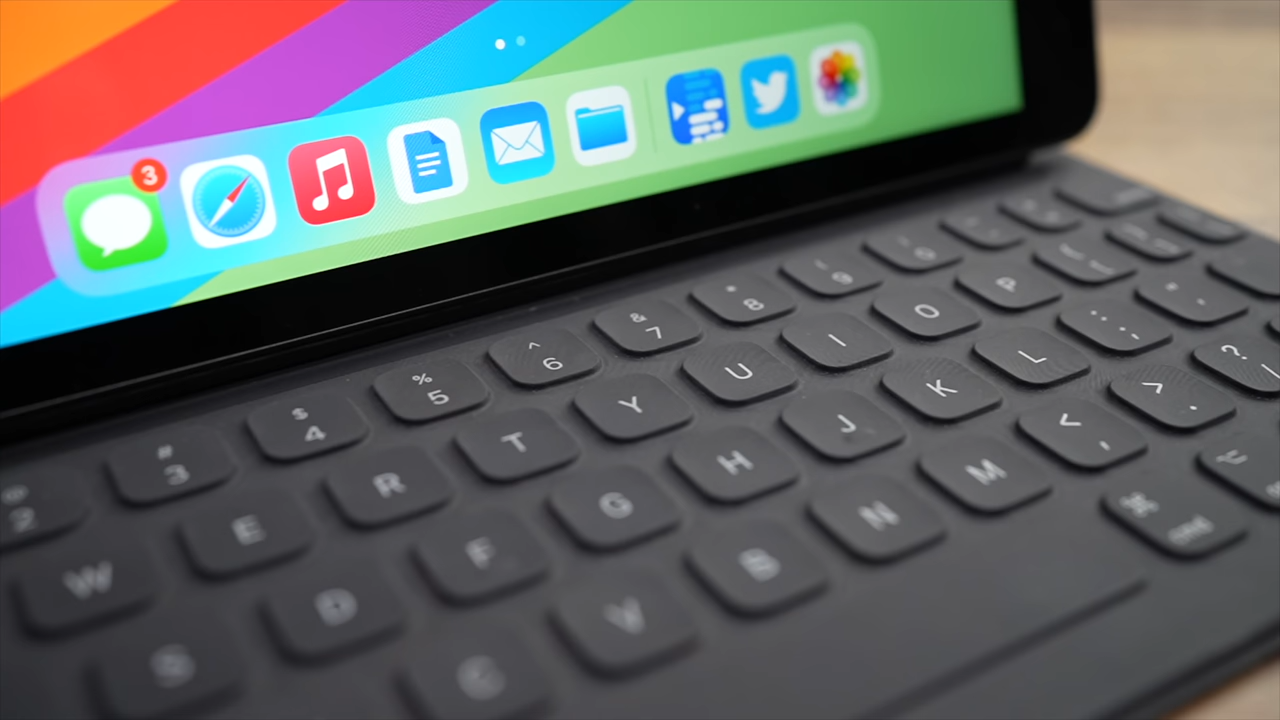 3
@ 2
# 3
$ 4
% 5
^ 6
& 7
* 8
( 9
) 0
W E R T Y U I O P
S D F G H J K L : ;
" '
C V B N M < , > . ? /
⌘ cmd